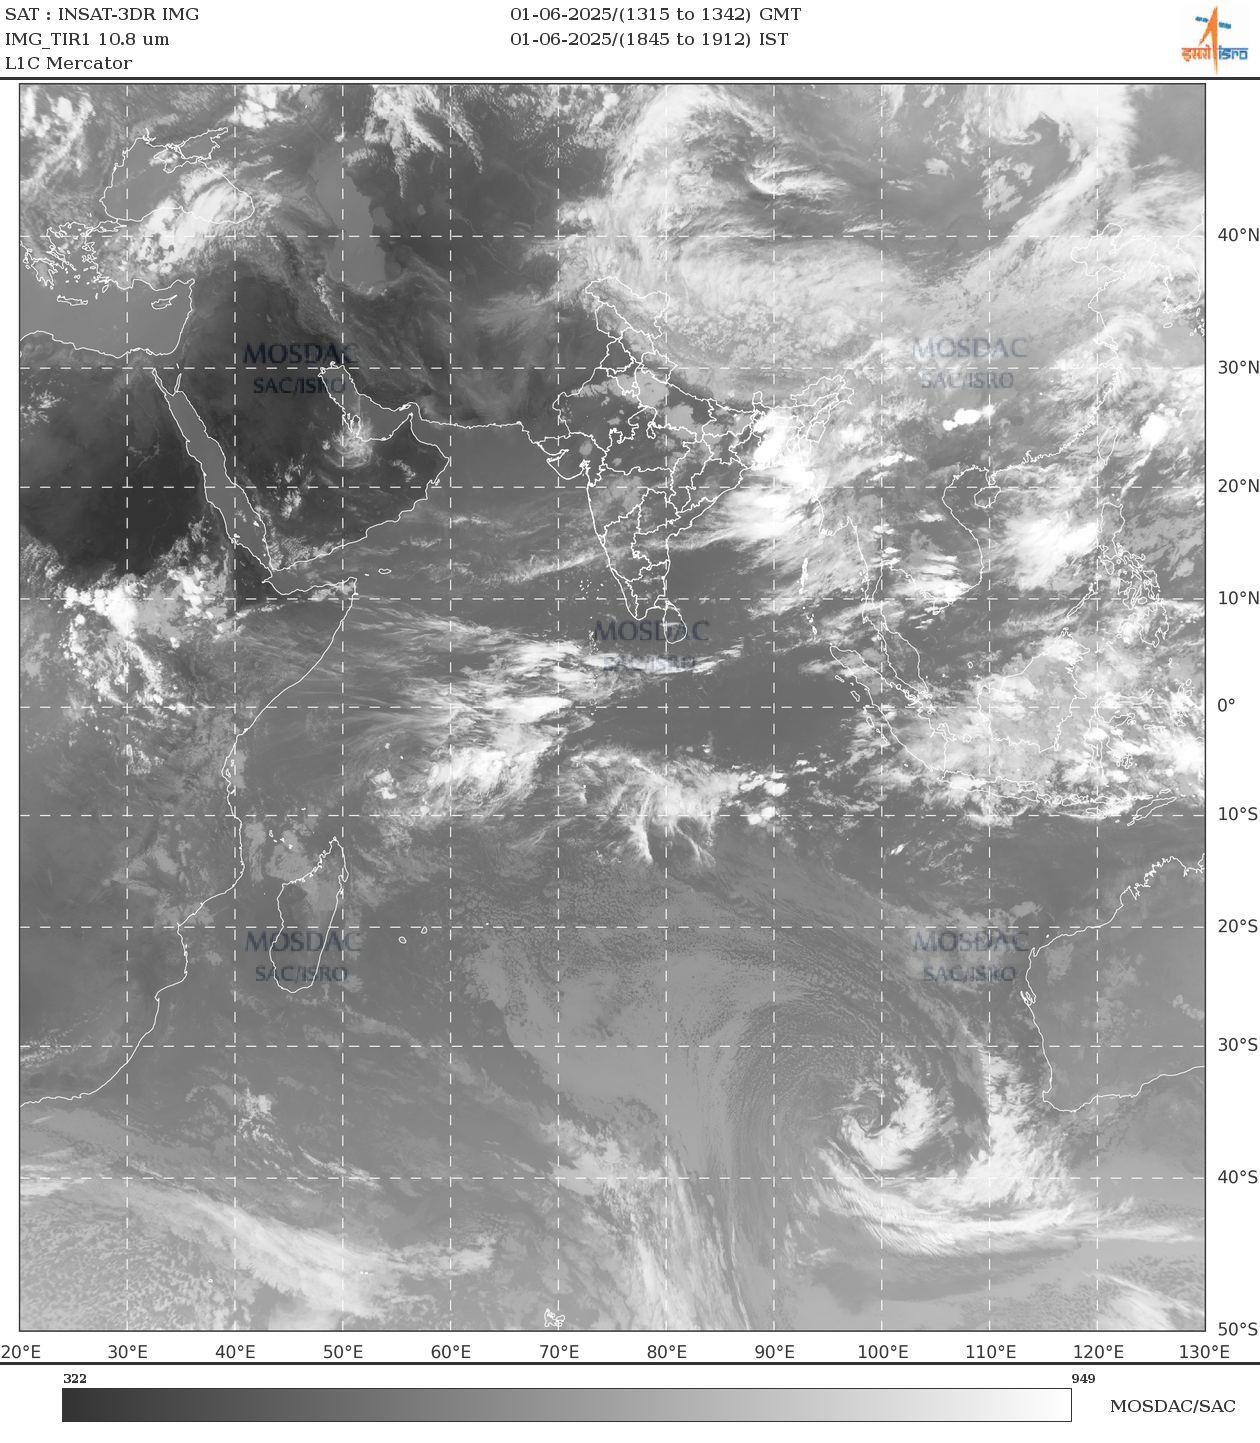 SAT : INSAT-3DR IMG
01-06-2025/(1315 to 1342) GMT
IMG_TIR1 10.8 um
01-06-2025/(1845 to 1912) IST
L1C Mercator
इसरो isro
40°N
MOSDAC
SAC/ISRO
MOSDAC
SAC/ISRO
30°N
20°N
10°N
MOSDAC
SAC/ISRO
0°
10°S
20°S
MOSDAC
SAC/ISRO
MOSDAC
SAC/ISRO
30°S
40°S
50°S
20°E 30°E 40°E 50°E 60°E 70°E 80°E 90°E 100°E 110°E 120°E 130°E
322
949
MOSDAC/SAC